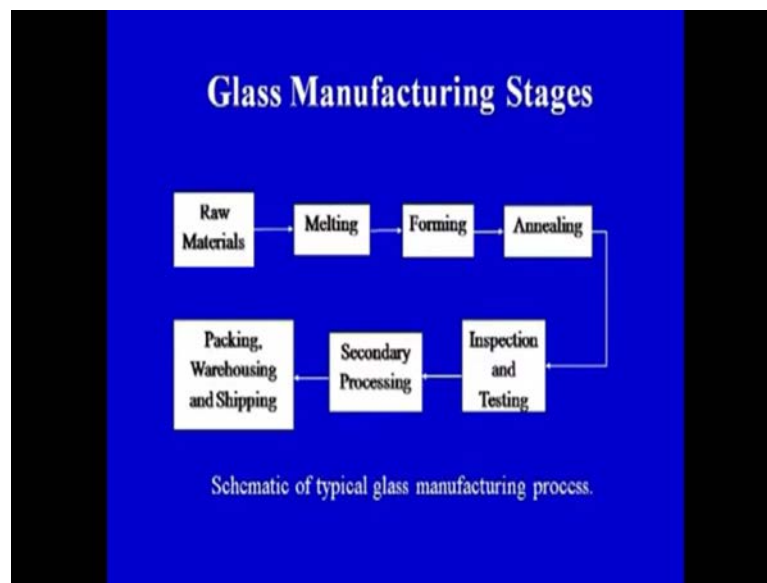 Glass Manufacturing Stages
Raw
Materials
Melting
Forming
Annealing
Inspection
and
Testing
Secondary
Processing
Packing,
Warehousing
and Shipping
Schematic of typical glass manufacturing process.